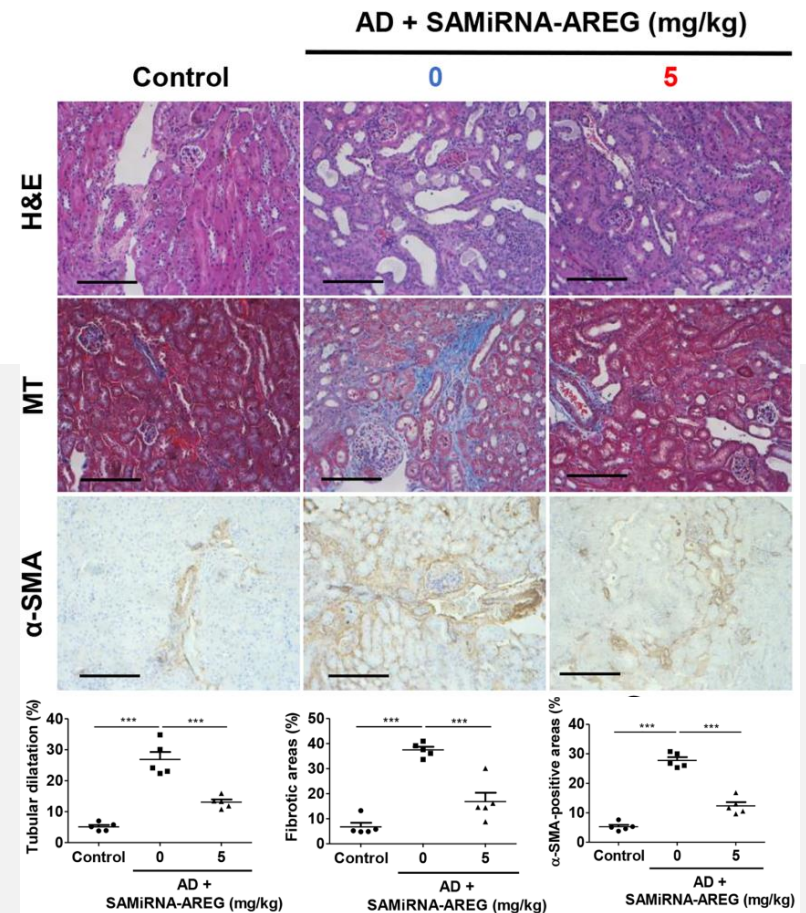 AD + SAMiRNA-AREG (mg/kg)
Control
0
5
H&E
MT
α-SMA
Tubular dilatation (%)
40
30
20
10
0
***
***
Control
0
5
AD +
SAMiRNA-AREG (mg/kg)
Fibrotic areas (%)
50
40
30
20
10
0
***
***
Control
0
5
AD +
SAMiRNA-AREG (mg/kg)
α-SMA-positive areas (%)
40
30
20
10
0
***
***
Control
0
5
AD +
SAMiRNA-AREG (mg/kg)